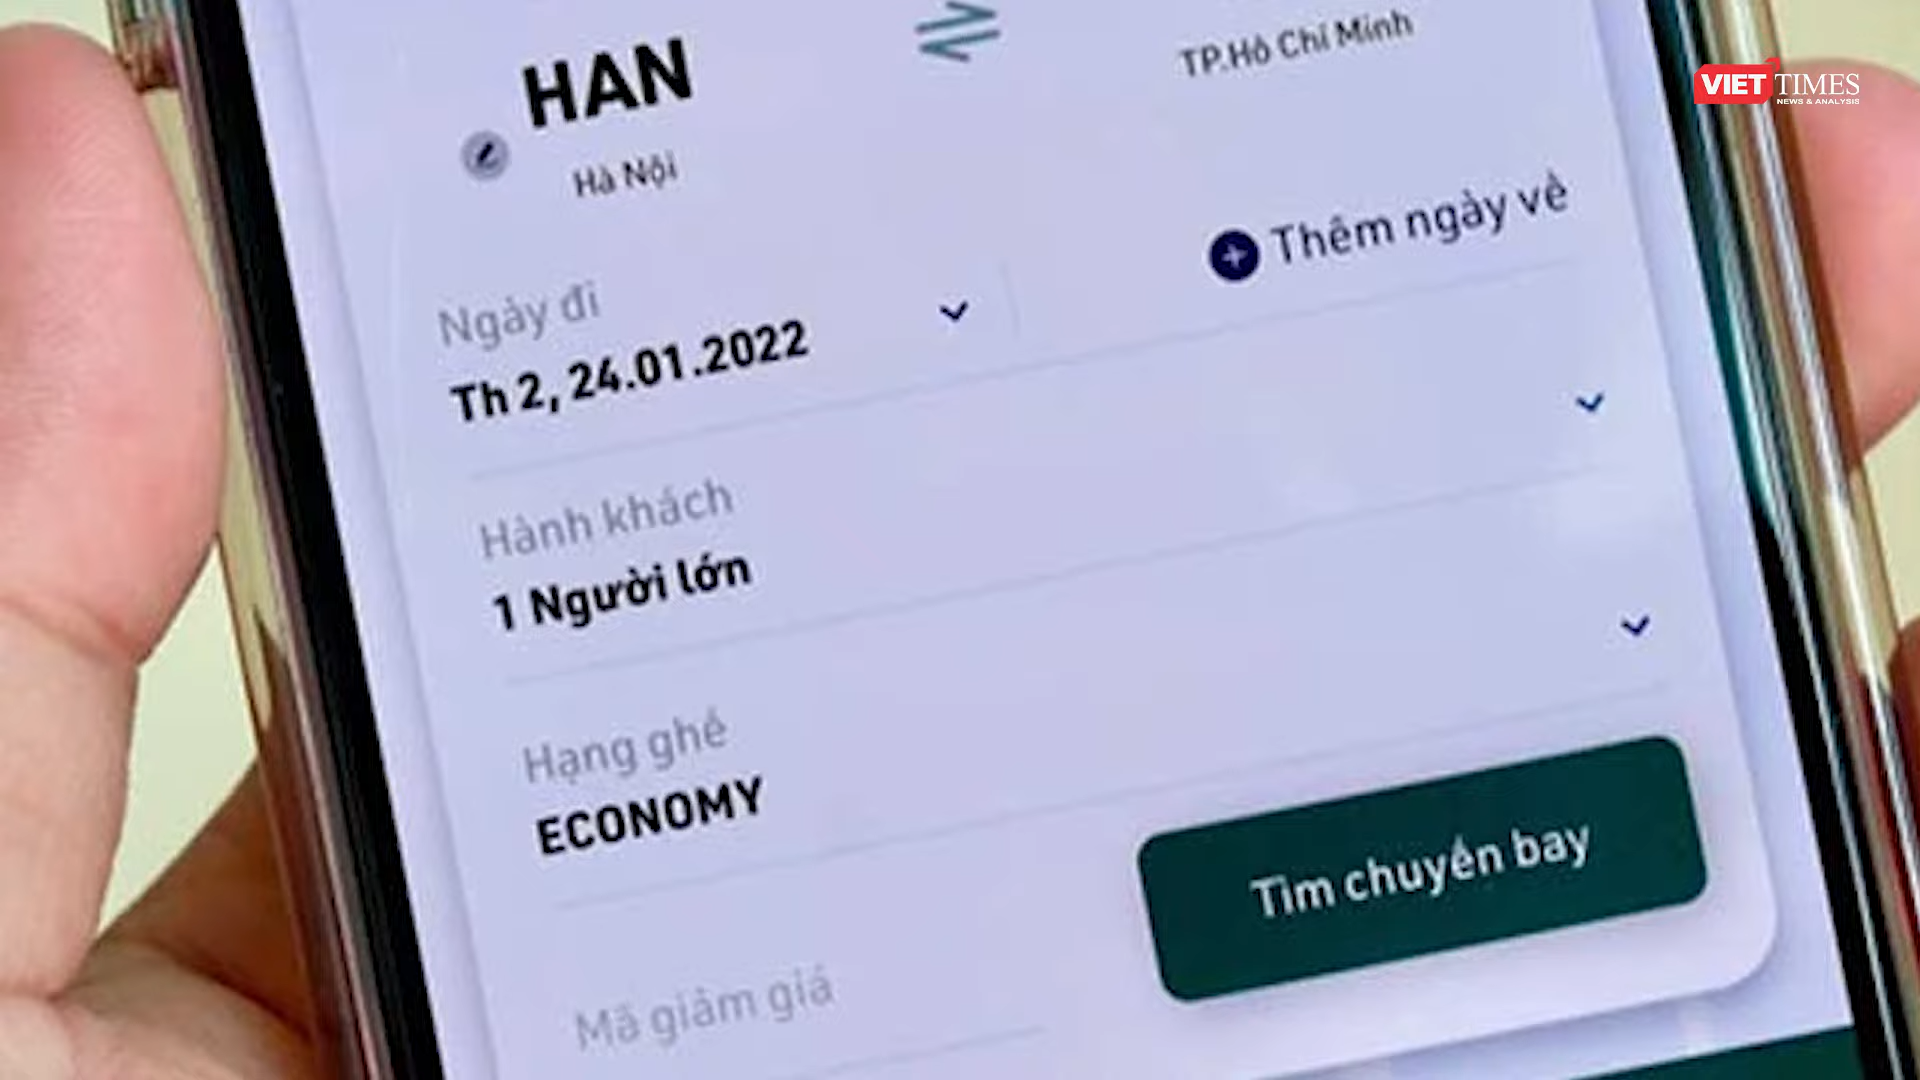 HAN
TP.Hồ Chí Minh
VIET TIMES
NEWS & ANALYSIS
Hà Nội
Thêm ngày về
Ngày đi
Th 2, 24.01.2022
Hành khách
1 Người lớn
Hạng ghế
ECONOMY
Tìm chuyến bay
Mã giảm giá